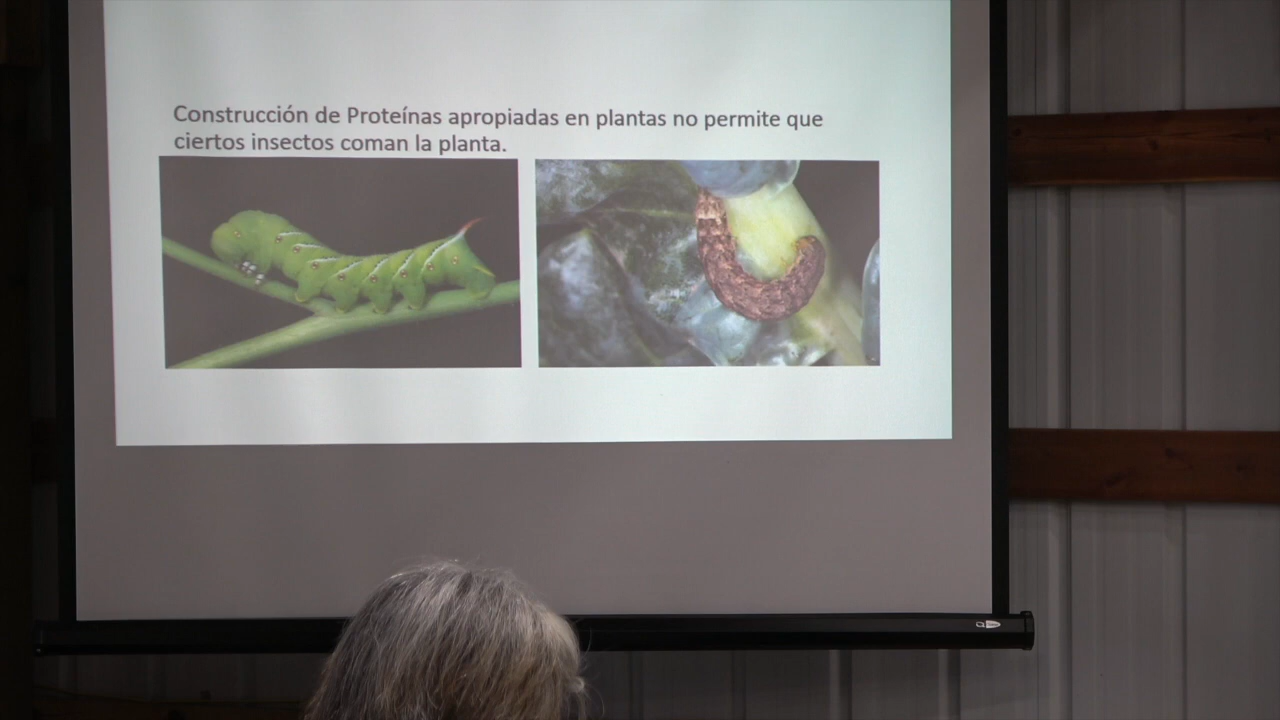 Construcción de Proteínas apropiadas en plantas no permite que
ciertos insectos coman la planta.